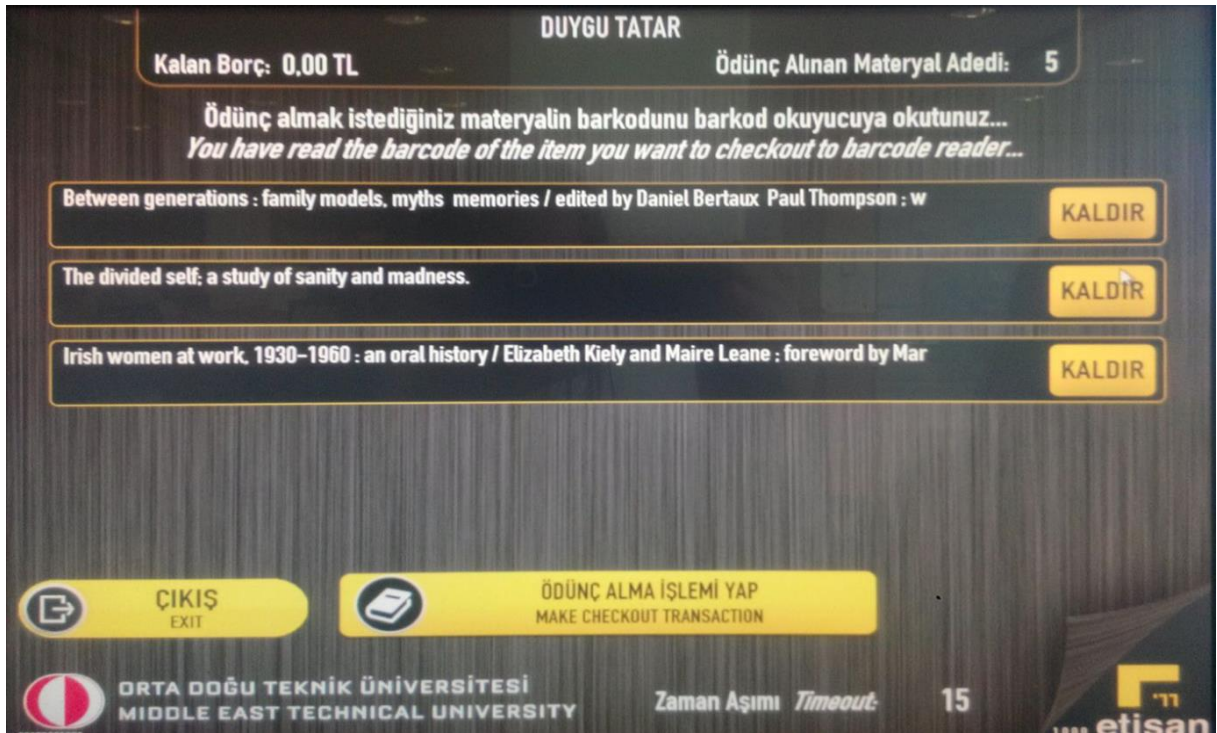 DUYGU TATAR
Kalan Borç: 0,00 TL Ödünç Alınan Materyal Adedi: 5
Ödünç almak istediğiniz materyalin barkodunu barkod okuyucuya okutunuz...
You have read the barcode of the item you want to checkout to barcode reader...
Between generations : family models, myths memories / edited by Daniel Bertaux Paul Thompson ; w
KALDIR
The divided self; a study of sanity and madness.
KALDIR
Irish women at work, 1930-1960 : an oral history / Elizabeth Kiely and Maire Leane ; foreword by Mar
KALDIR
ÇIKIŞ
EXIT
ÖDÜNÇ ALMA İŞLEMİ YAP
MAKE CHECKOUT TRANSACTION
ORTA DOĞU TEKNİK ÜNİVERSİTESİ
MIDDLE EAST TECHNICAL UNIVERSITY
Zaman Aşımı Timeout: 15
'77
etisan